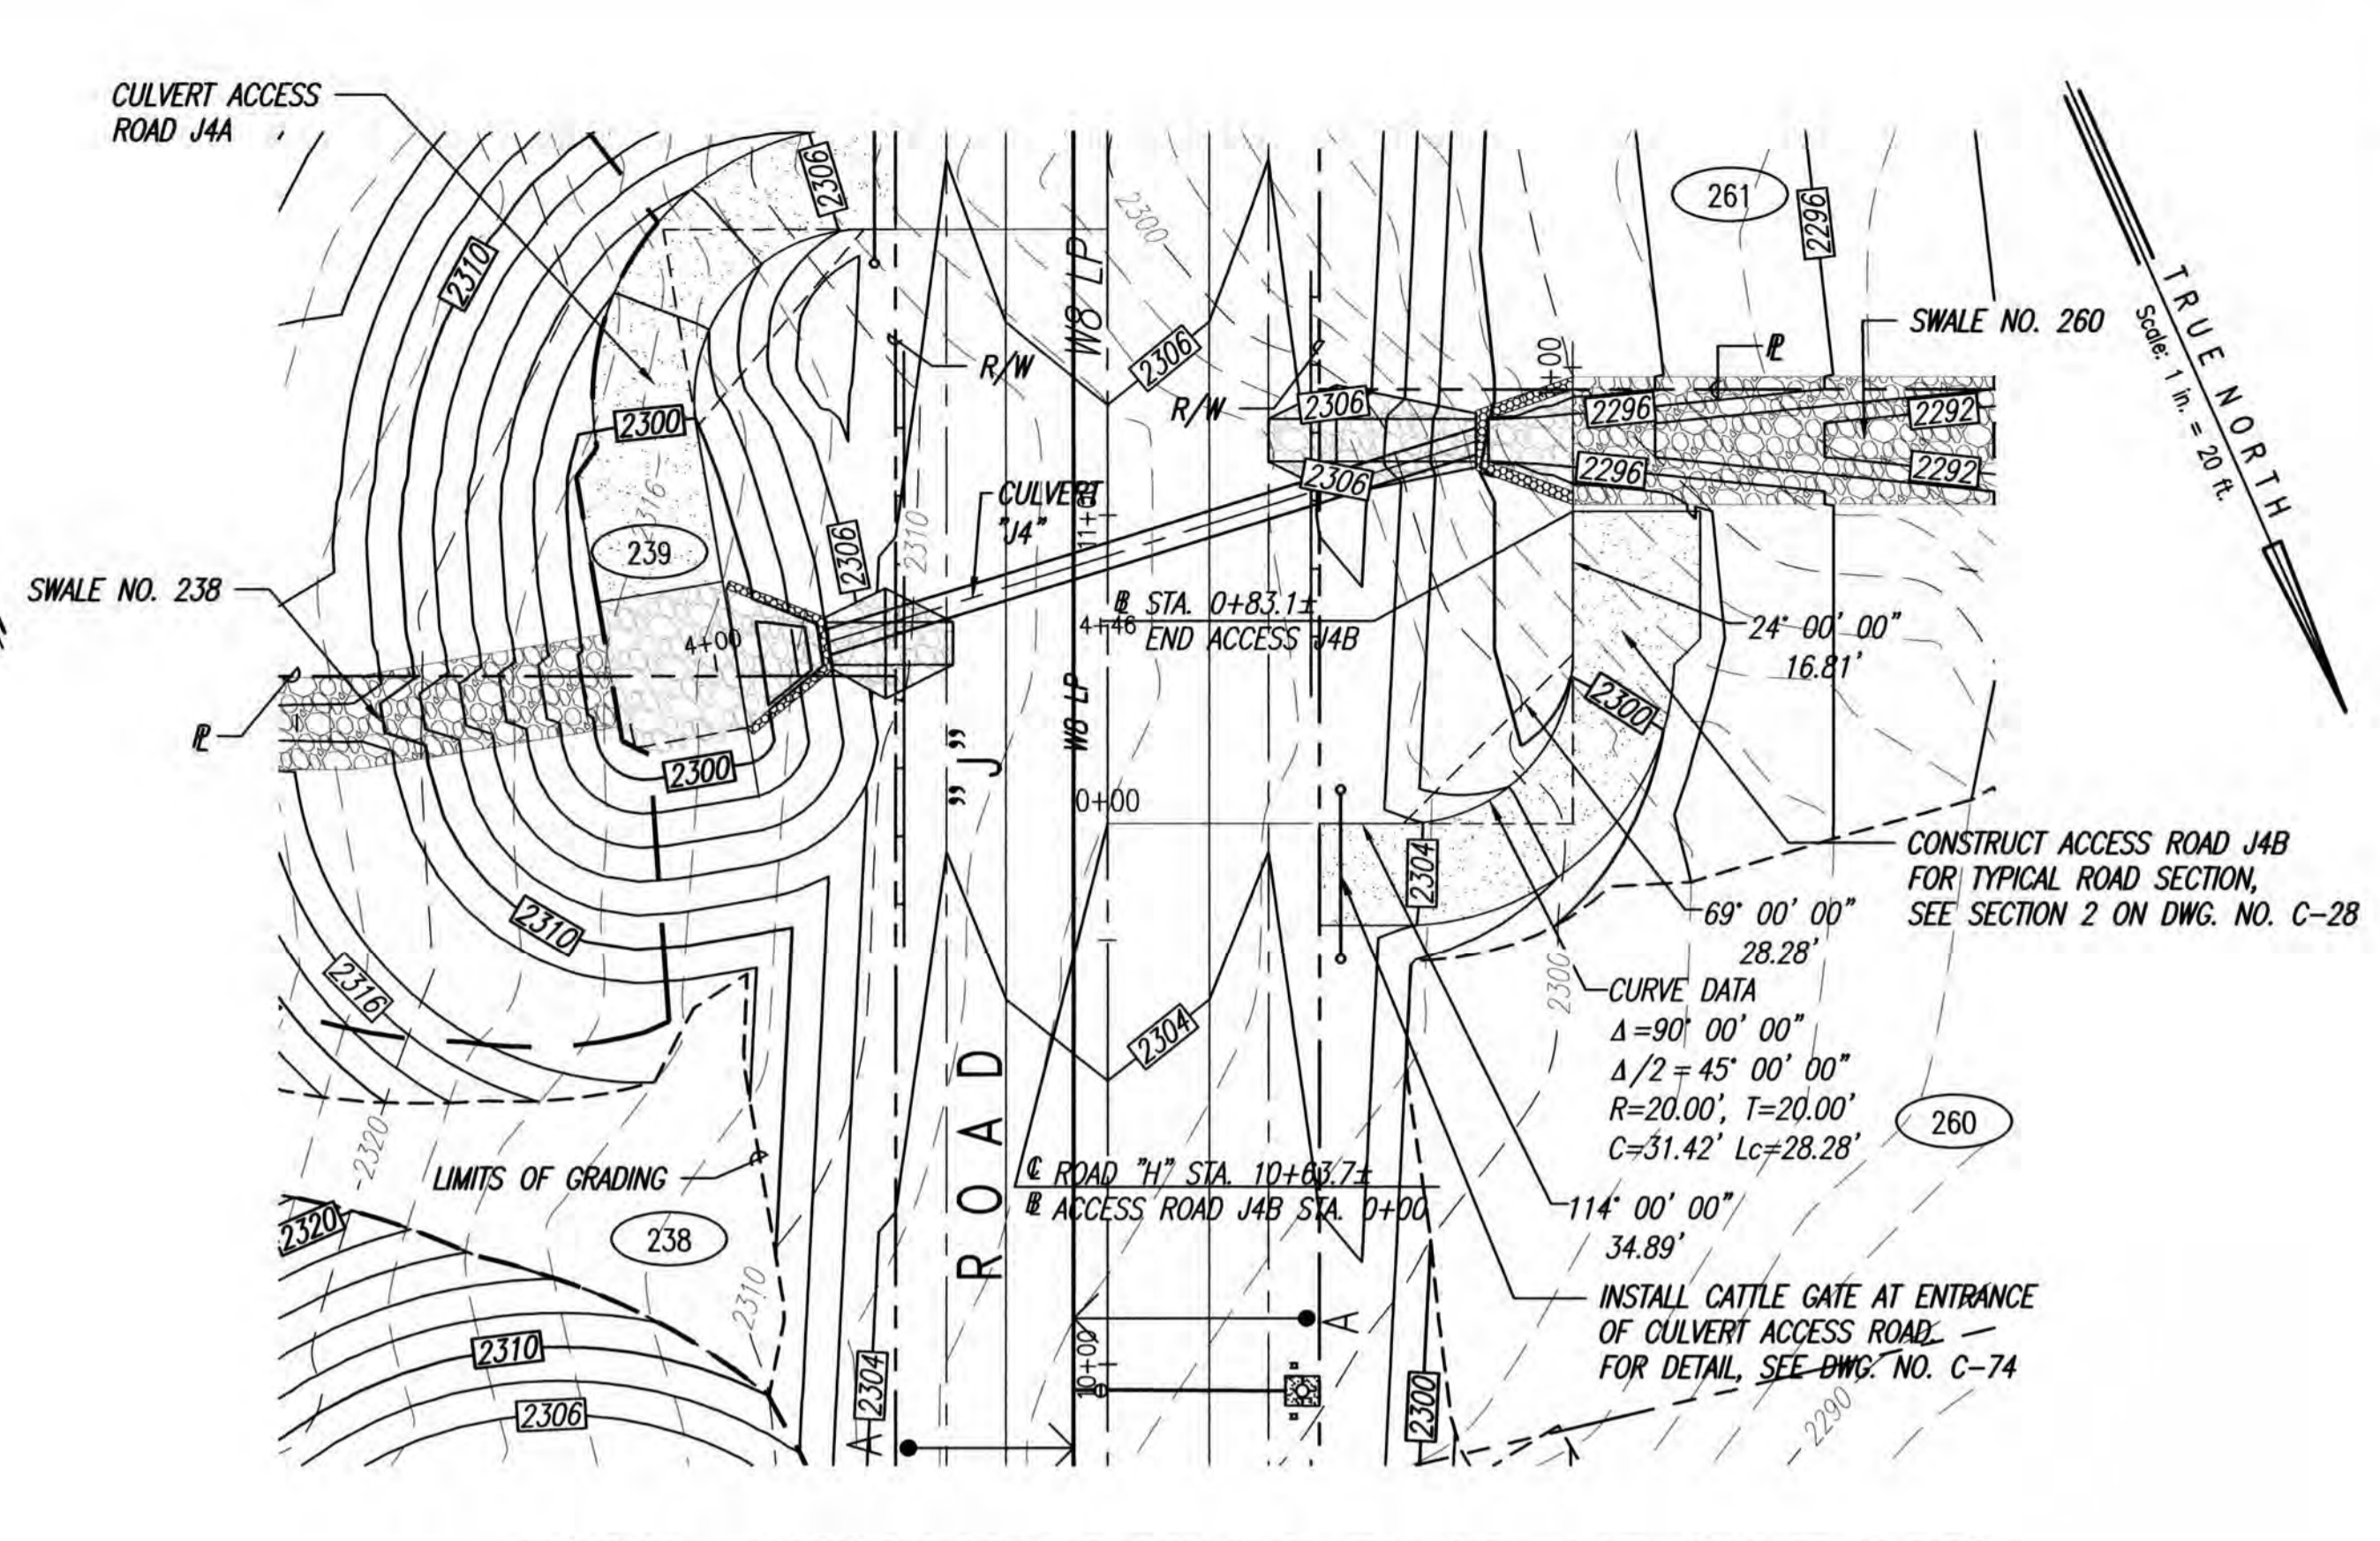 CULVERT ACCESS
ROAD J4A
2306
2310
2300
2316
239
SWALE NO. 238
4+00
2306
2310
CULVERT
"J4"
11+00
R/W
W8 LP
2300
2306
R/W
2306
2306
261
2296
+00
SWALE NO. 260
2296
2292
2296
2292
TRUE NORTH
Scale: 1 in. = 20 ft.
STA. 0+83.1±
4+46
END ACCESS J4B
24° 00' 00"
16.81'
2300
2300
W8 LP
0+00
2304
CONSTRUCT ACCESS ROAD J4B
FOR TYPICAL ROAD SECTION,
SEE SECTION 2 ON DWG. NO. C-28
69° 00' 00"
28.28'
2300
CURVE DATA
Δ=90° 00' 00"
Δ/2=45° 00' 00"
R=20.00', T=20.00'
C=31.42' Lc=28.28'
260
2310
2316
2304
ROAD "J"
2320
LIMITS OF GRADING
℄ ROAD "H" STA. 10+63.7±
ACCESS ROAD J4B STA. 0+00
114° 00' 00"
34.89'
2320
238
2310
INSTALL CATTLE GATE AT ENTRANCE
OF CULVERT ACCESS ROAD.
FOR DETAIL, SEE DWG. NO. C-74
A
10+00
2310
2304
2306
A
2300
2290